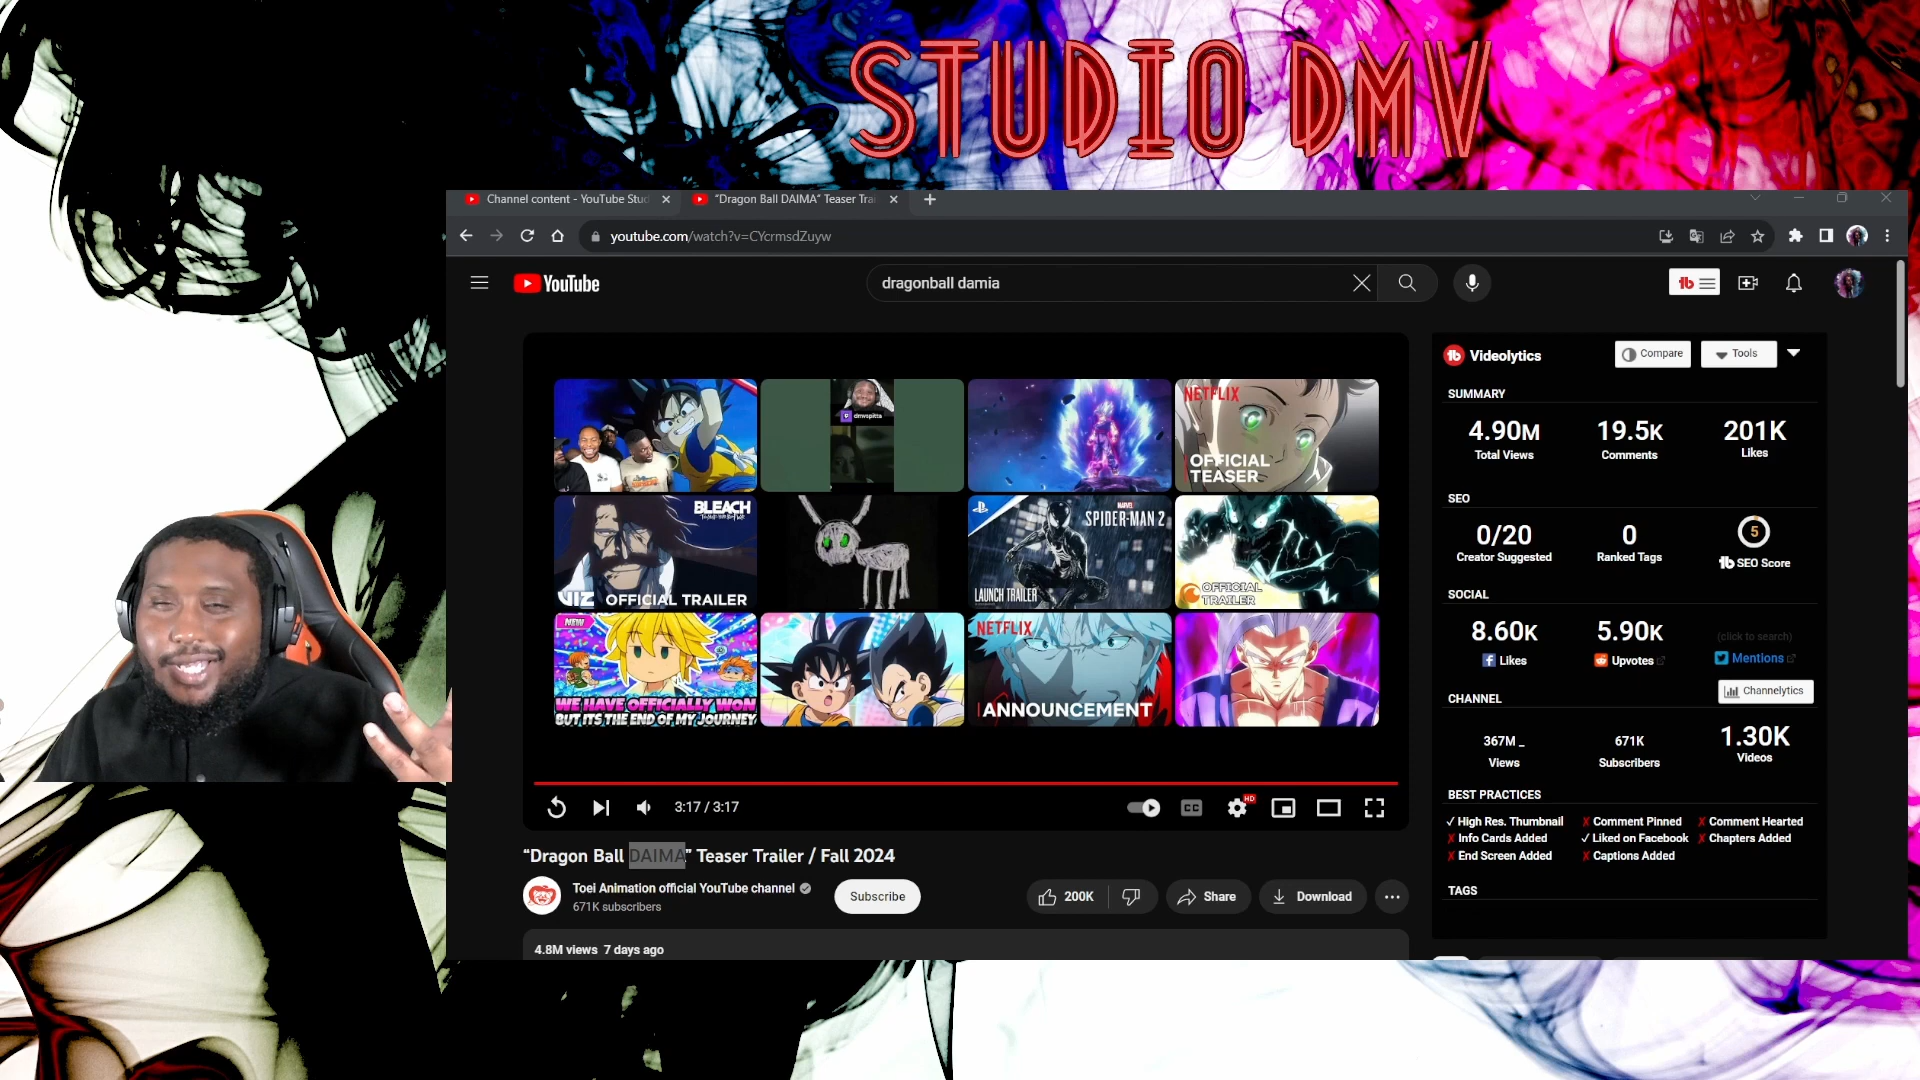 STUDIO DMV
Channel content - YouTube Stud
"Dragon Ball DAIMA" Teaser Trai
youtube.com/watch?v=CYcrmsdZuyw
YouTube
dragonball damia
NETFLIX
OFFICIAL
TEASER
dmvspitta
BLEACH
VIZ OFFICIAL TRAILER
MARVEL
SPIDER-MAN 2
LAUNCH TRAILER
OFFICIAL
TRAILER
NEW
WE HAVE OFFICIALLY WON
BUT ITS THE END OF MY JOURNEY
NETFLIX
ANNOUNCEMENT
3:17 / 3:17
CC
HD
“Dragon Ball DAIMA” Teaser Trailer / Fall 2024
Toei Animation official YouTube channel
671K subscribers
Subscribe
200K
Share
Download
4.8M views 7 days ago
Videolytics
Compare
Tools
SUMMARY
4.90M
Total Views
19.5K
Comments
201K
Likes
SEO
0/20
Creator Suggested
0
Ranked Tags
5
SEO Score
SOCIAL
8.60K
Likes
5.90K
Upvotes
(click to search)
Mentions
CHANNEL
Channelytics
367M
Views
671K
Subscribers
1.30K
Videos
BEST PRACTICES
✓ High Res. Thumbnail
✗ Comment Pinned
✗ Comment Hearted
✗ Info Cards Added
✓ Liked on Facebook
✗ Chapters Added
✗ End Screen Added
✗ Captions Added
TAGS